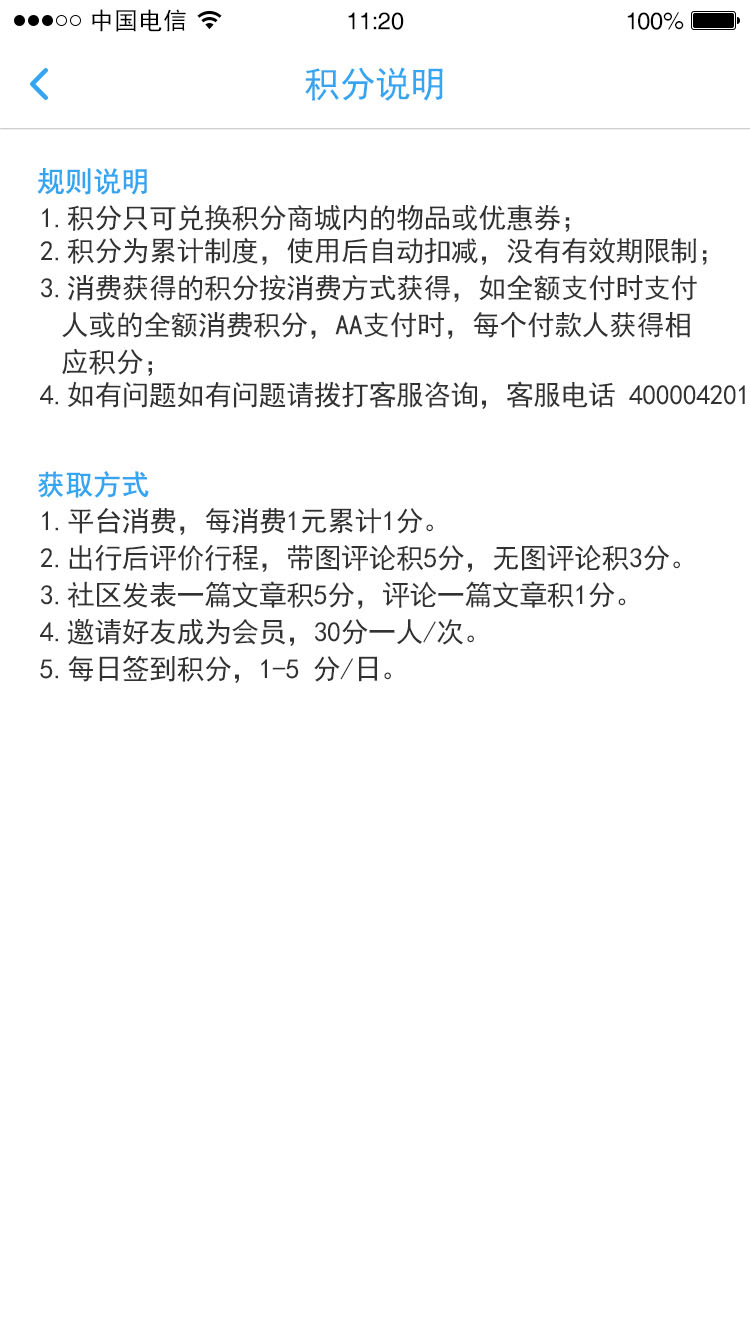 中国电信 11:20 100%
积分说明
规则说明
1.积分只可兑换积分商城内的物品或优惠券；
2.积分为累计制度，使用后自动扣减，没有有效期限制；
3.消费获得的积分按消费方式获得，如全额支付时支付
人或的全额消费积分，AA支付时，每个付款人获得相
应积分；
4.如有问题如有问题请拨打客服咨询，客服电话 400004201
获取方式
1.平台消费，每消费1元累计1分。
2.出行后评价行程，带图评论积5分，无图评论积3分。
3.社区发表一篇文章积5分，评论一篇文章积1分。
4.邀请好友成为会员，30分一人/次。
5.每日签到积分，1-5 分/日。